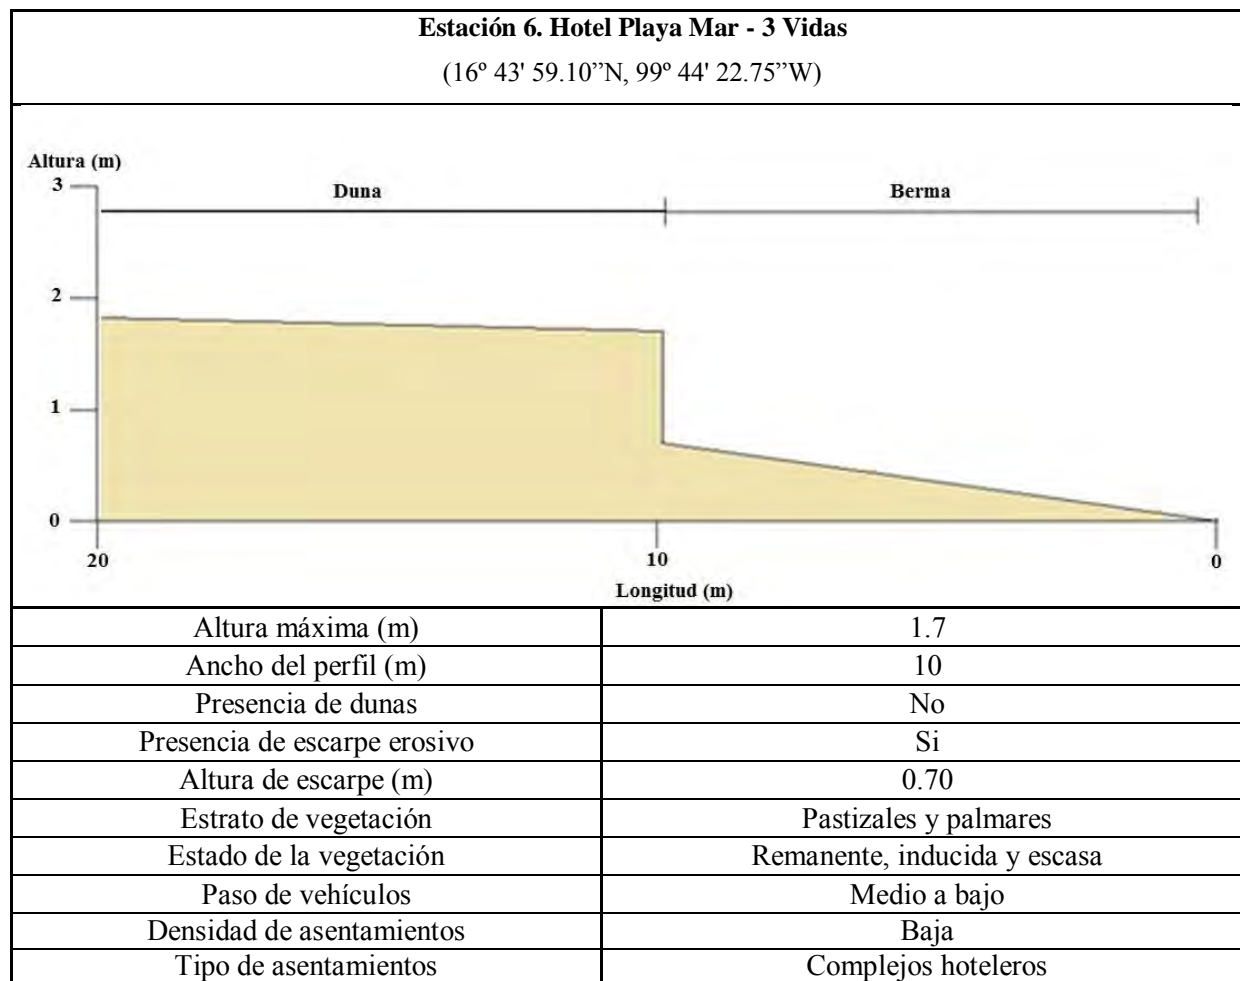 Estación 6. Hotel Playa Mar - 3 Vidas
(16º 43' 59.10”N, 99º 44' 22.75”W)
Altura (m)
3
Duna
Berma
2
1
0
20
10
0
Longitud (m)
Altura máxima (m) 1.7
Ancho del perfil (m) 10
Presencia de dunas No
Presencia de escarpe erosivo Si
Altura de escarpe (m) 0.70
Estrato de vegetación Pastizales y palmares
Estado de la vegetación Remanente, inducida y escasa
Paso de vehículos Medio a bajo
Densidad de asentamientos Baja
Tipo de asentamientos Complejos hoteleros